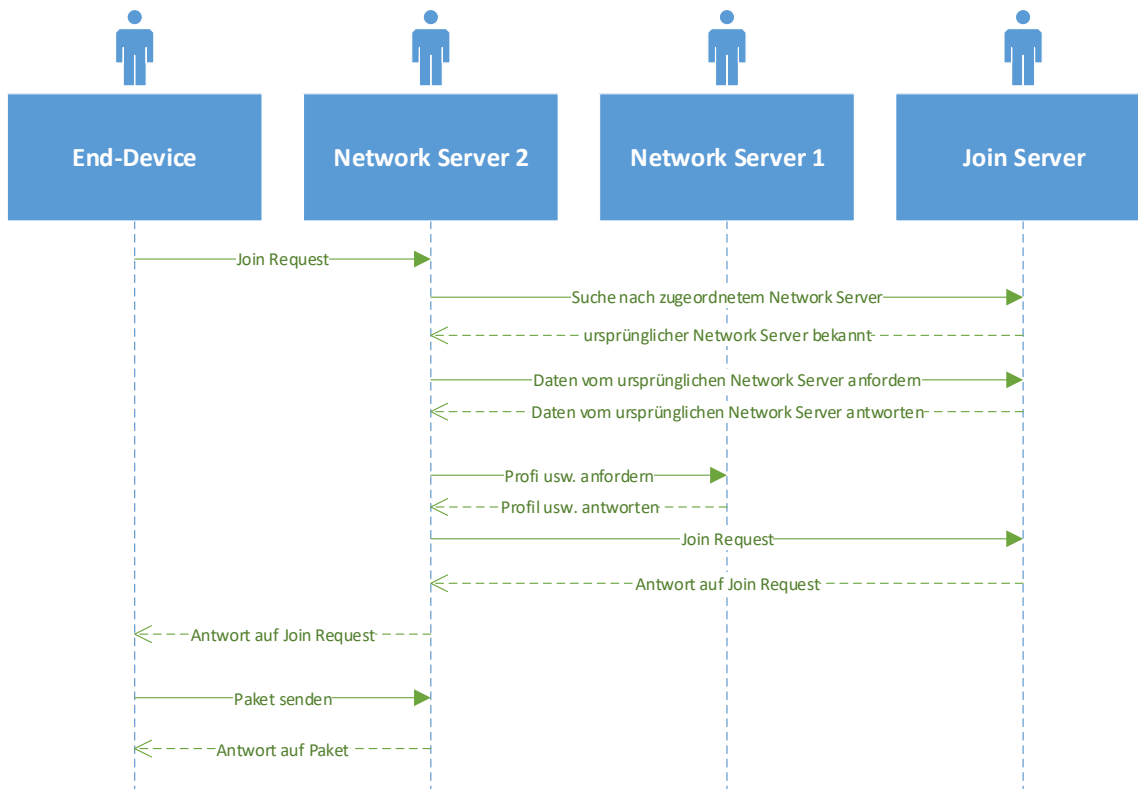 End-Device
Network Server 2
Network Server 1
Join Server
Join Request
Suche nach zugeordnetem Network Server
ursprünglicher Network Server bekannt
Daten vom ursprünglichen Network Server anfordern
Daten vom ursprünglichen Network Server antworten
Profi usw. anfordern
Profil usw. antworten
Join Request
Antwort auf Join Request
Antwort auf Join Request
Paket senden
Antwort auf Paket